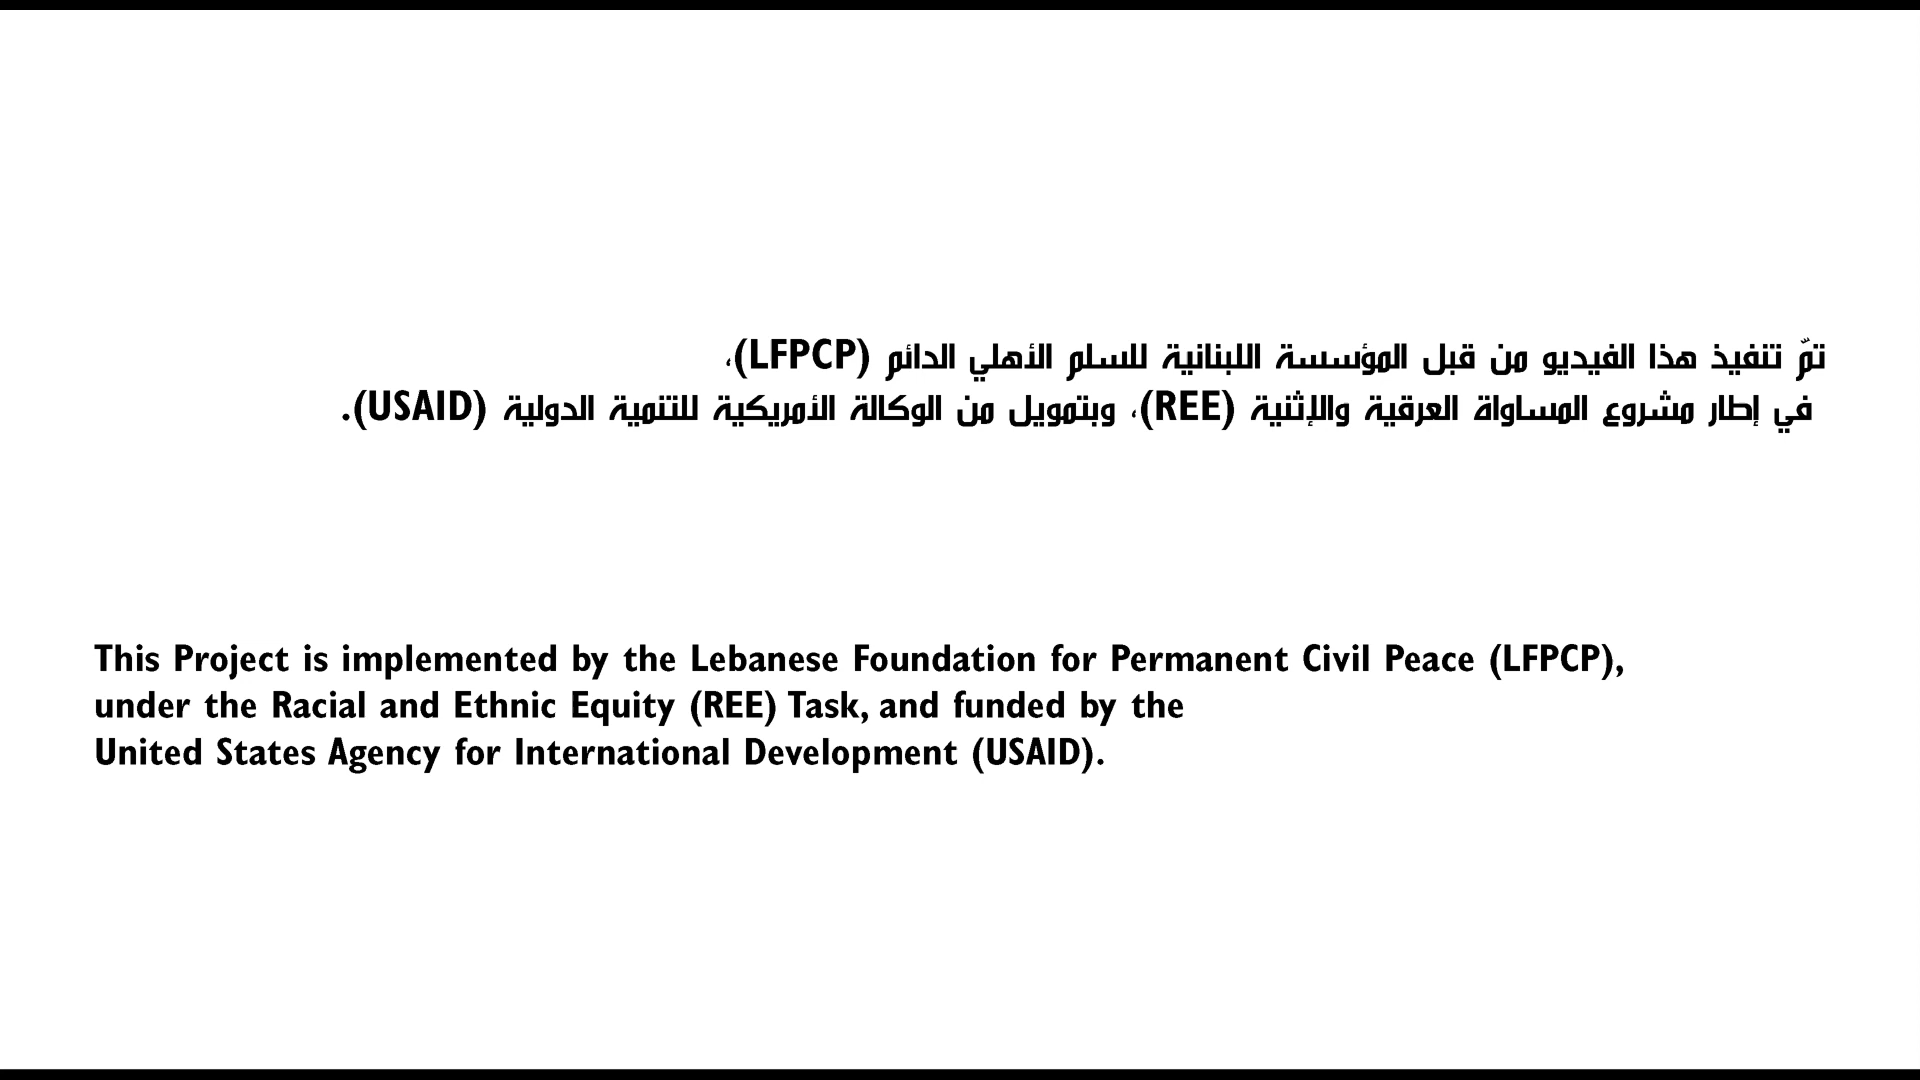 تمّ تنفيذ هذا الفيديو من قبل المؤسسة اللبنانية للسلم الأهلي الدائم (LFPCP)،
في إطار مشروع المساواة العرقية والإثنية (REE)، وبتمويل من الوكالة الأمريكية للتنمية الدولية (USAID).
This Project is implemented by the Lebanese Foundation for Permanent Civil Peace (LFPCP),
under the Racial and Ethnic Equity (REE) Task, and funded by the
United States Agency for International Development (USAID).